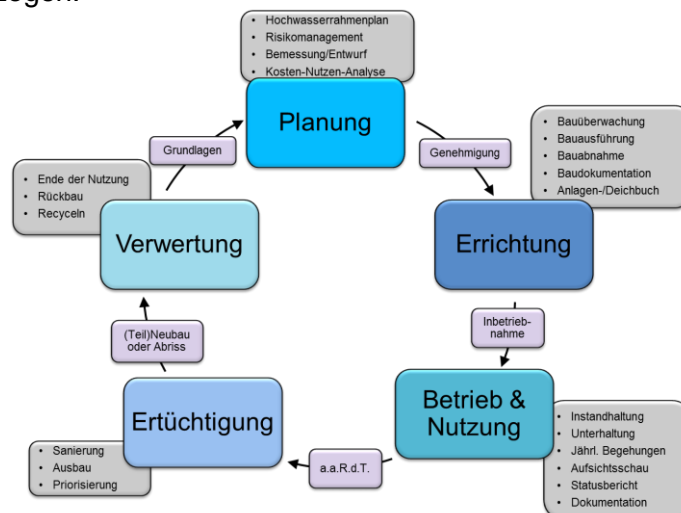 • Hochwasserrahmenplan
• Risikomanagement
• Bemessung/Entwurf
• Kosten-Nutzen-Analyse
Planung
Genehmigung
• Bauüberwachung
• Bauausführung
• Bauabnahme
• Baudokumentation
• Anlagen-/Deichbuch
Errichtung
Inbetrieb-
nahme
Betrieb &
Nutzung
• Instandhaltung
• Unterhaltung
• Jährl. Begehungen
• Aufsichtsschau
• Statusbericht
• Dokumentation
a.a.R.d.T.
Ertüchtigung
• Sanierung
• Ausbau
• Priorisierung
(Teil)Neubau
oder Abriss
Verwertung
• Ende der Nutzung
• Rückbau
• Recyceln
Grundlagen